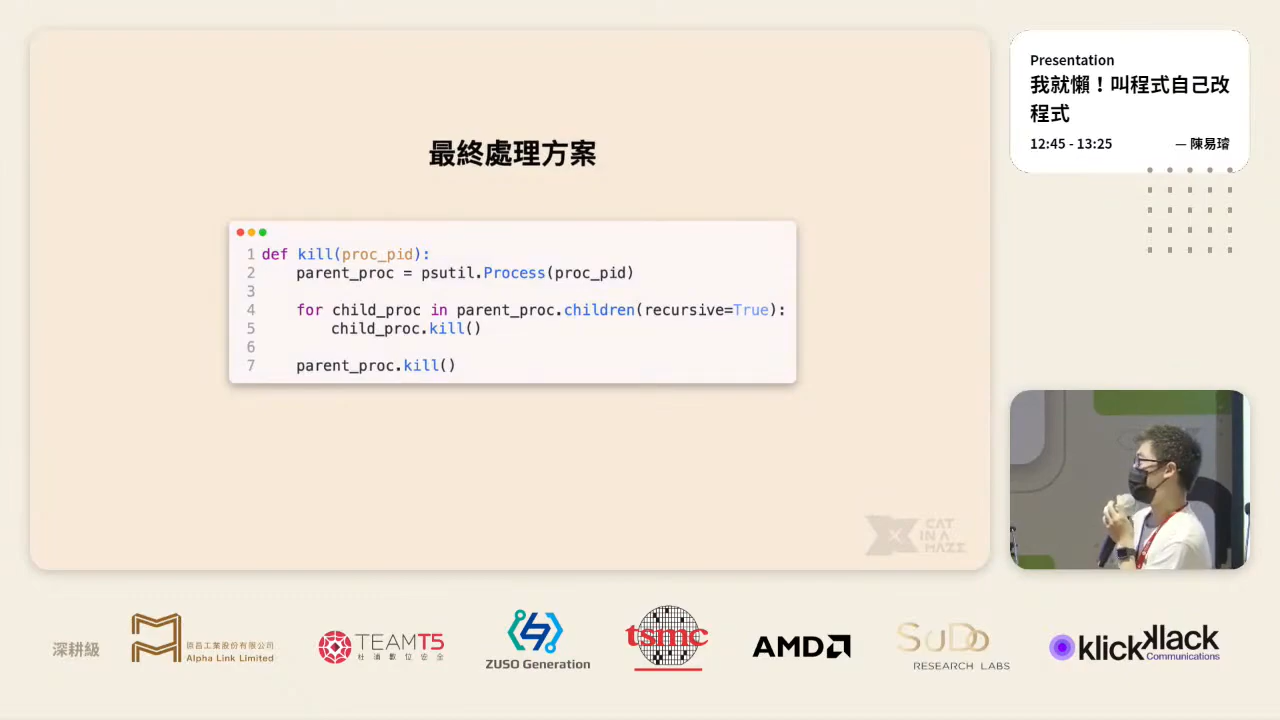 最終處理方案
1 def kill(proc_pid):
2     parent_proc = psutil.Process(proc_pid)
3
4     for child_proc in parent_proc.children(recursive=True):
5         child_proc.kill()
6
7     parent_proc.kill()
CAT
IN A
MAZE
Presentation
我就懶！叫程式自己改
程式
12:45 - 13:25 — 陳易璿
深耕級
Alpha Link Limited
TEAMT5
杜浦數位安全
ZUSO Generation
tsmc
AMD
SuDo
RESEARCH LABS
klickklack
Communications